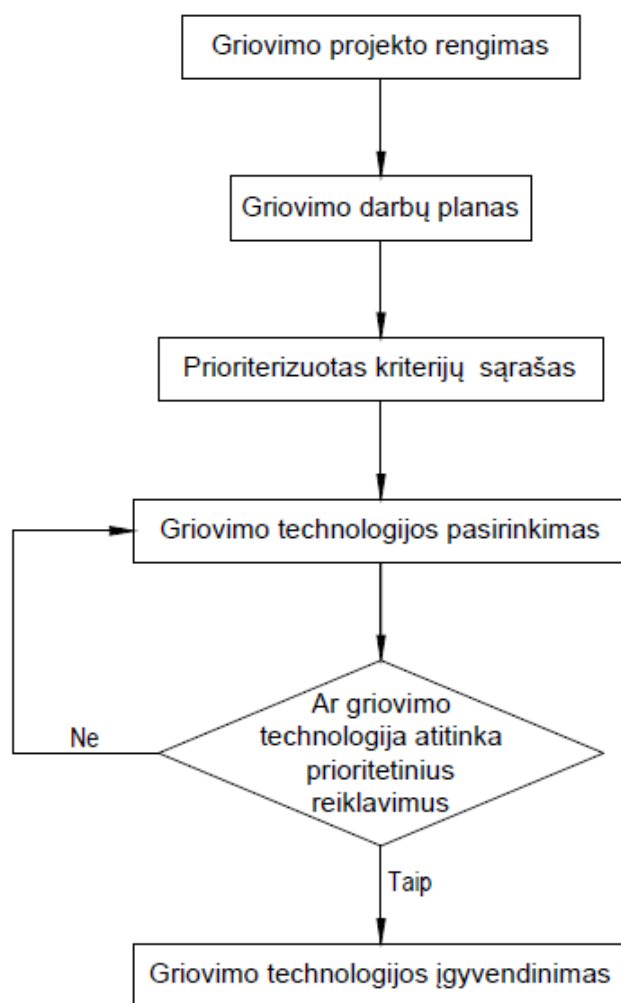 Griovimo projekto rengimas
Griovimo darbų planas
Prioriterizuotas kriterijų sąrašas
Griovimo technologijos pasirinkimas
Ar griovimo
technologija atitinka
prioritetinius
reiklavimus
Ne
Taip
Griovimo technologijos įgyvendinimas